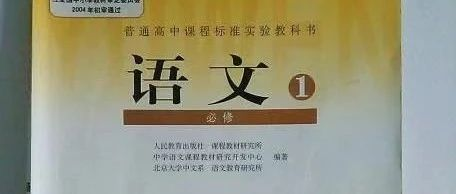 2004年初审通过
普通高中课程标准实验教科书
语文 1
必修
人民教育出版社 课程教材研究所
中学语文课程教材研究开发中心 编著
北京大学中文系 语文教育研究所